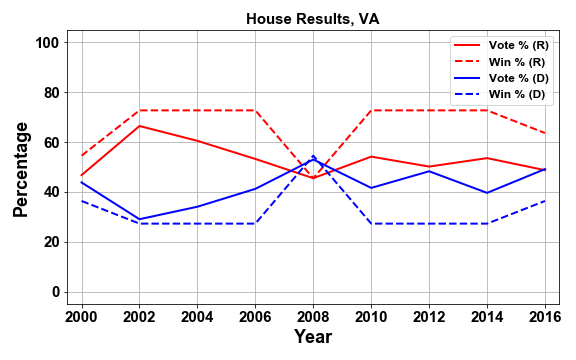 House Results, VA
Vote % (R)
Win % (R)
Vote % (D)
Win % (D)
Percentage
100
80
60
40
20
0
2000 2002 2004 2006 2008 2010 2012 2014 2016
Year